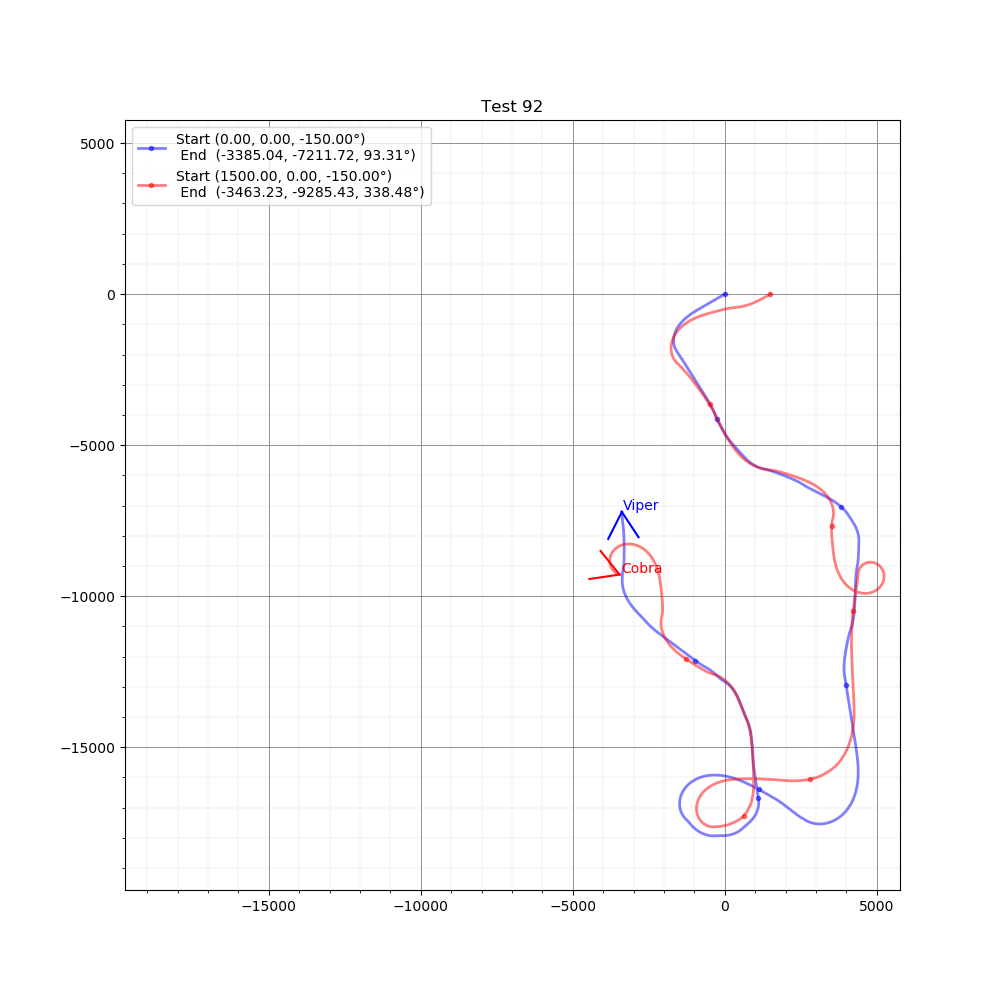 Test 92
Start (0.00, 0.00, -150.00°)
End (-3385.04, -7211.72, 93.31°)
Start (1500.00, 0.00, -150.00°)
End (-3463.23, -9285.43, 338.48°)
5000
0
−5000
−10000
−15000
Viper
Cobra
−15000
−10000
−5000
0
5000